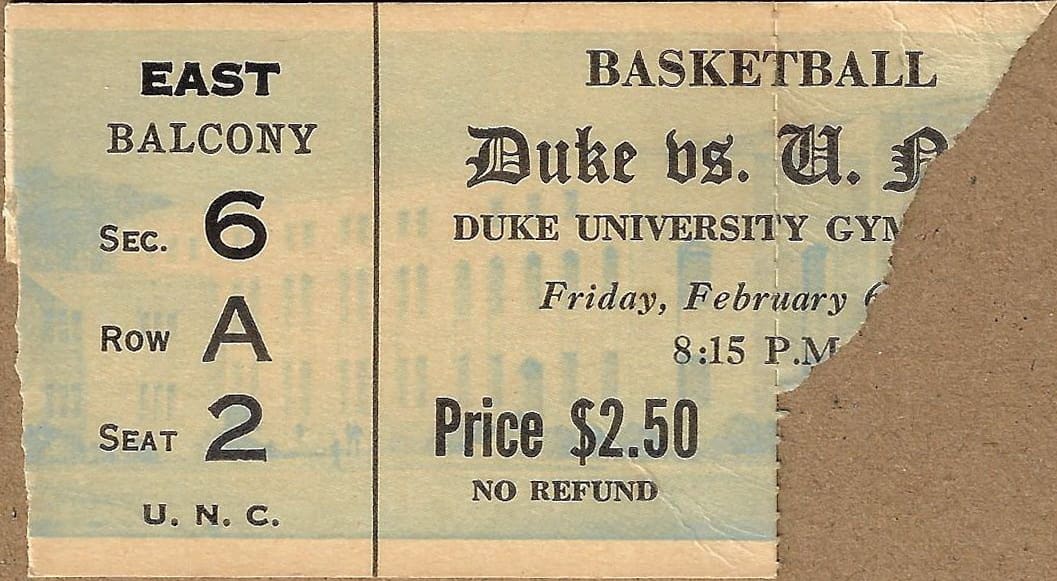 EAST
BALCONY
SEC. 6
ROW A
SEAT 2
U. N. C.
BASKETBALL
Duke vs. U. N
DUKE UNIVERSITY GYM
Friday, February 6
8:15 P.M
Price $2.50
NO REFUND